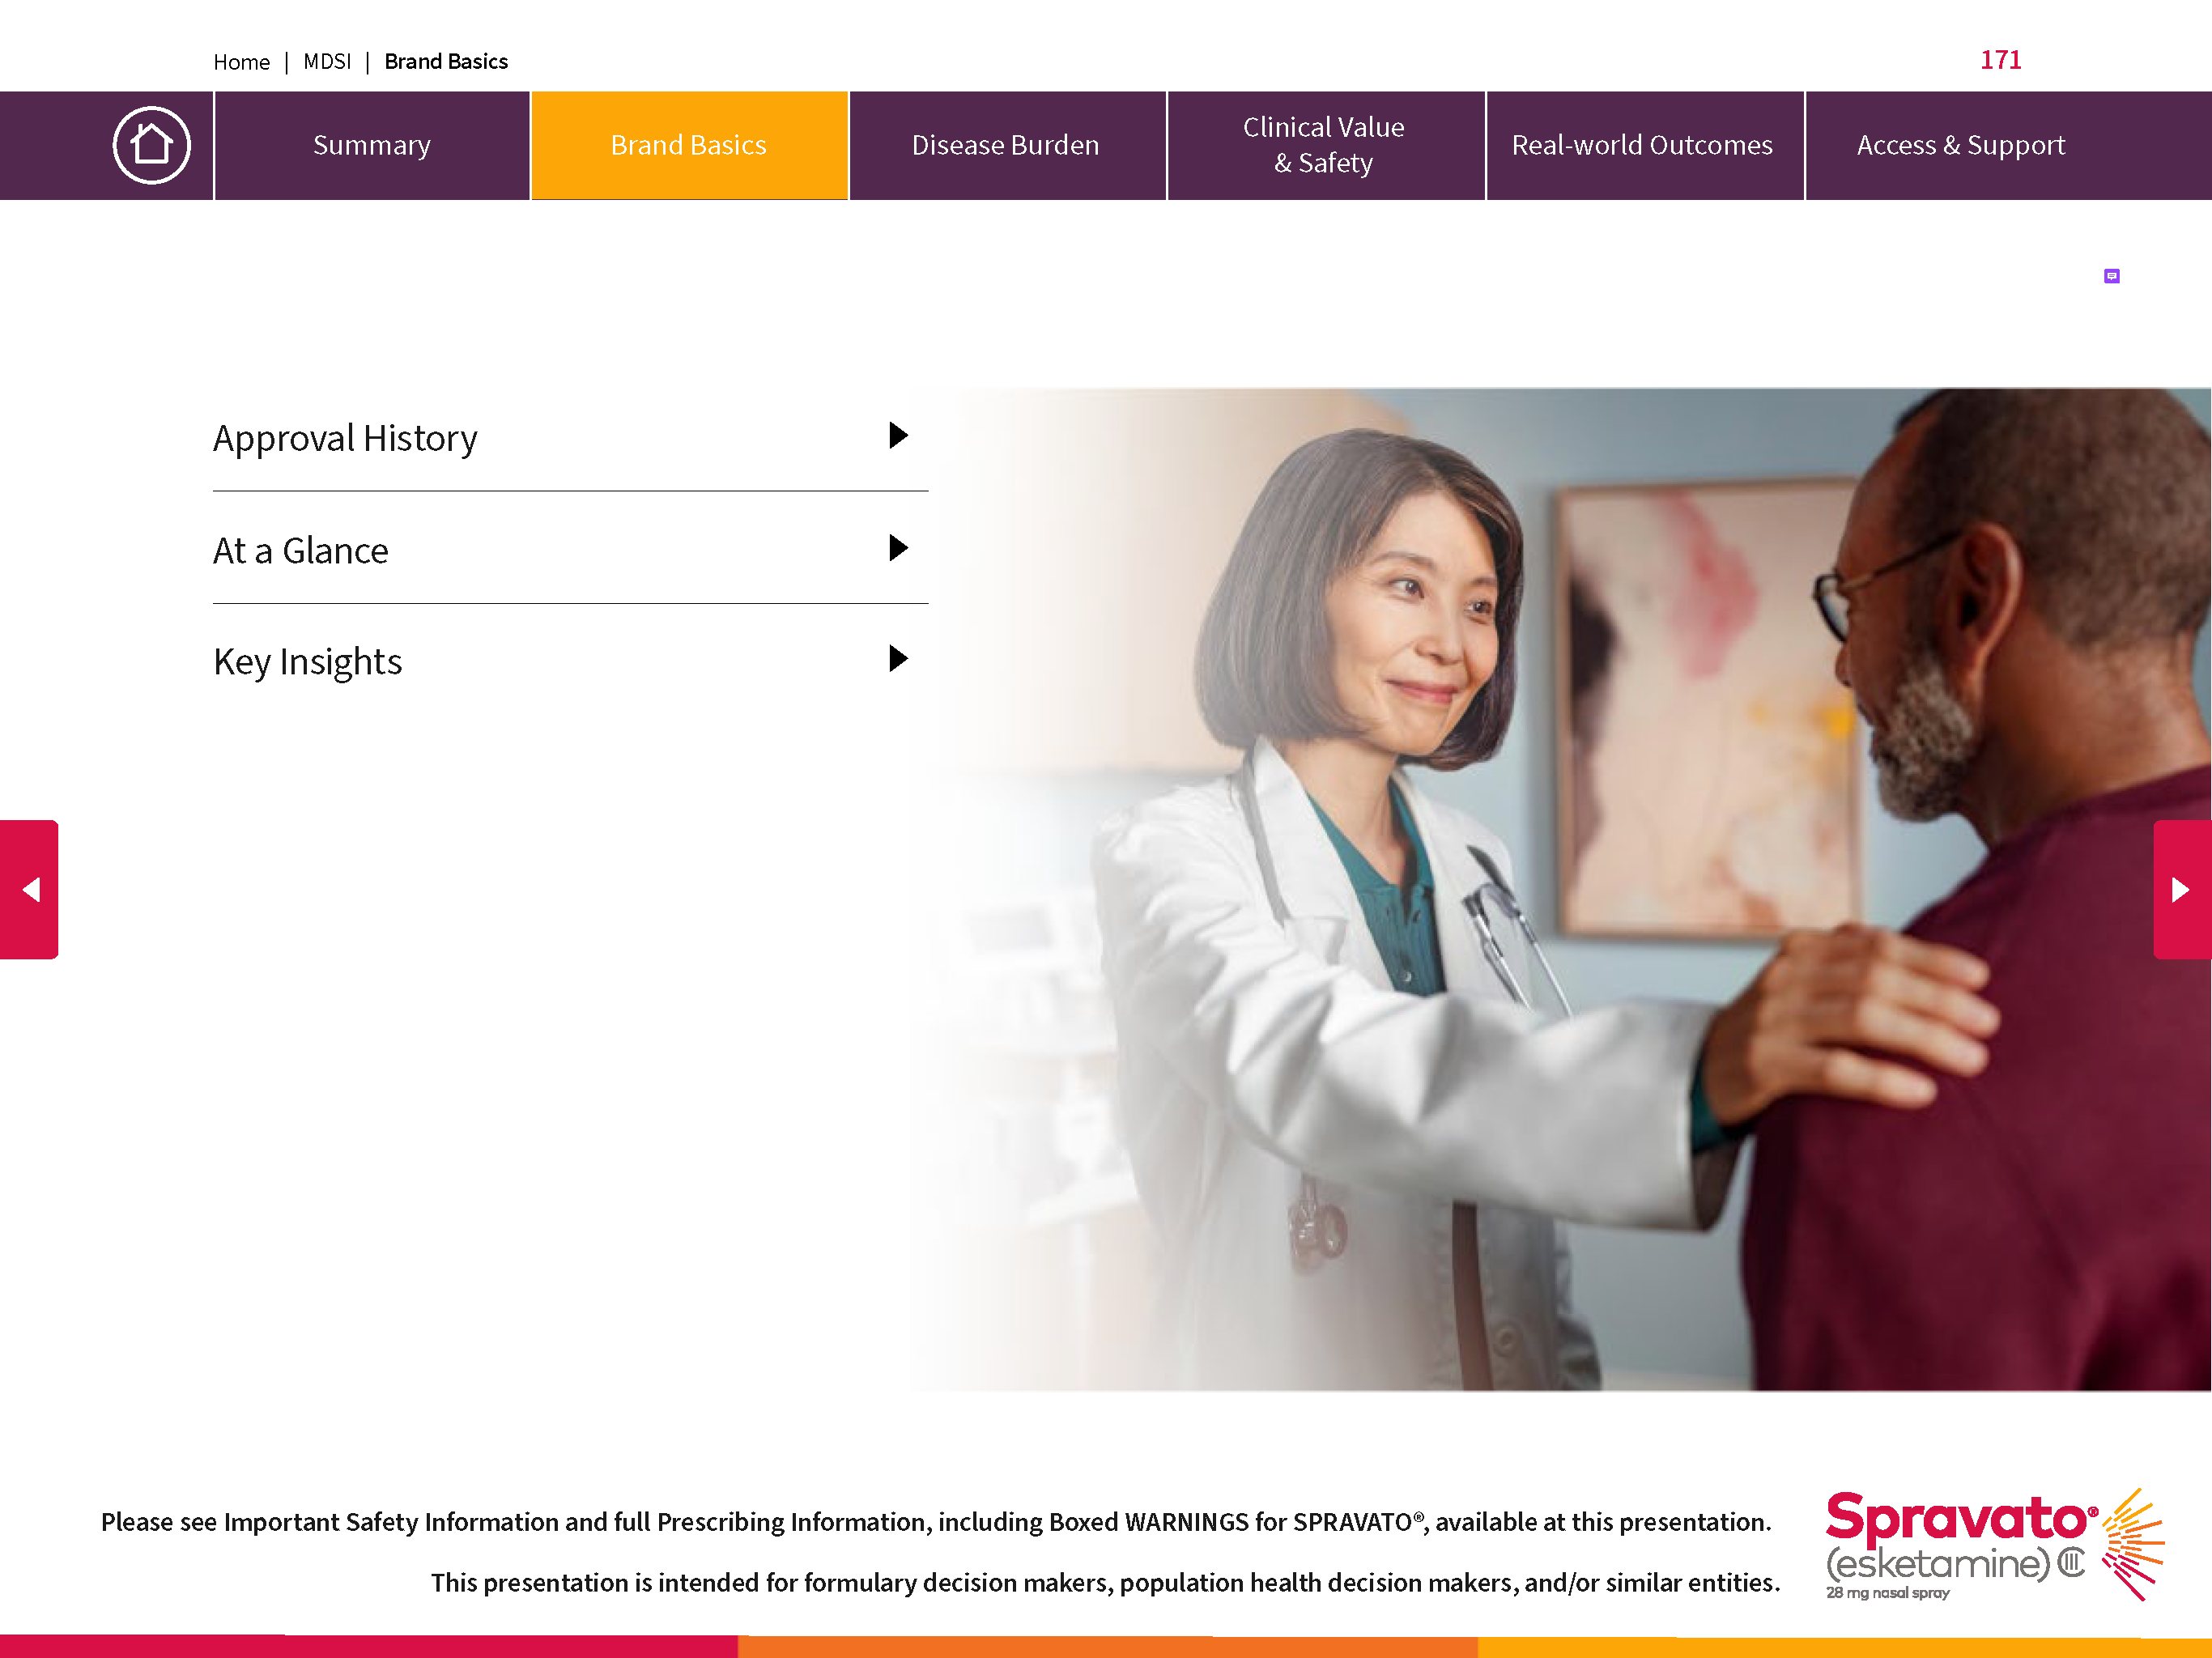 Home | MDSI | Brand Basics
171
Summary
Brand Basics
Disease Burden
Clinical Value
& Safety
Real-world Outcomes
Access & Support
Approval History
At a Glance
Key Insights
Please see Important Safety Information and full Prescribing Information, including Boxed WARNINGS for SPRAVATO®, available at this presentation.
This presentation is intended for formulary decision makers, population health decision makers, and/or similar entities.
Spravato®
(esketamine) CIII
28 mg nasal spray